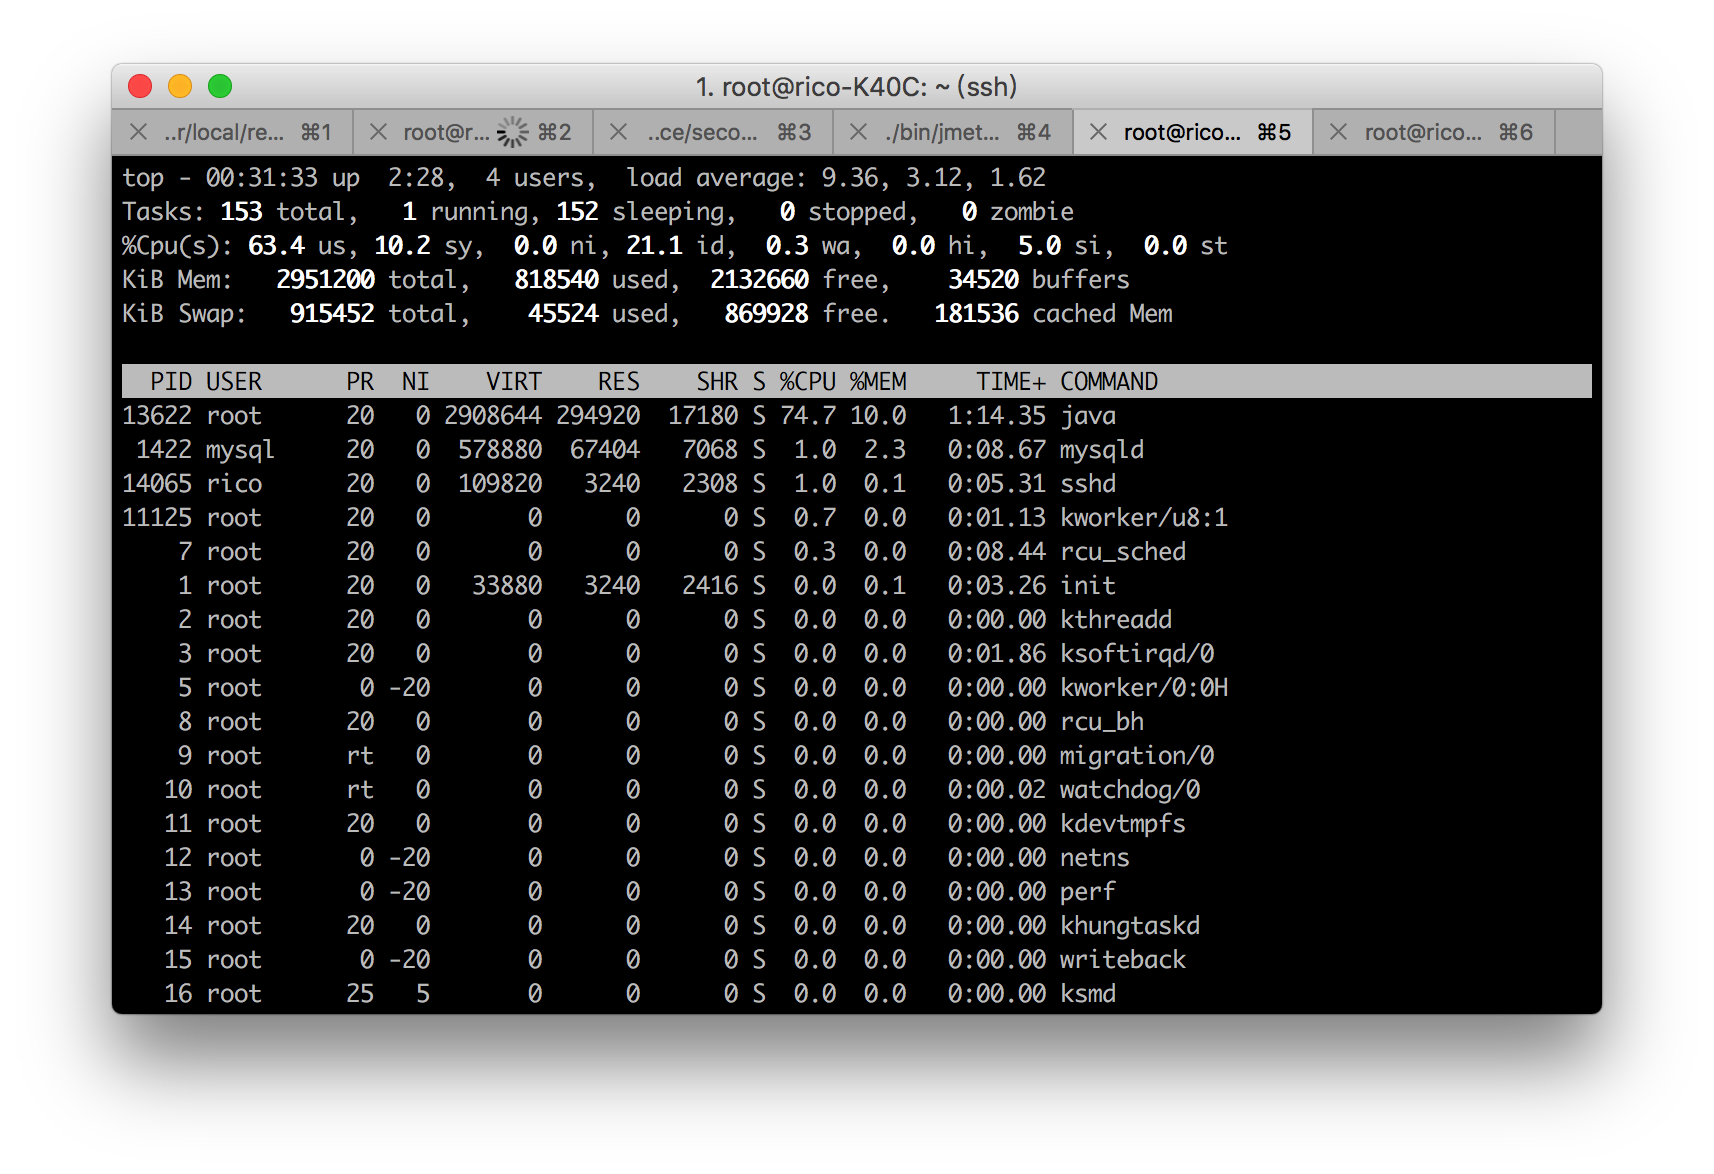 1. root@rico-K40C: ~ (ssh)
..r/local/re... ⌘1 root@r... ⌘2 ..ce/seco... ⌘3 ./bin/jmet... ⌘4 root@rico... ⌘5 root@rico... ⌘6
top - 00:31:33 up  2:28,  4 users,  load average: 9.36, 3.12, 1.62
Tasks: 153 total,   1 running, 152 sleeping,   0 stopped,   0 zombie
%Cpu(s): 63.4 us, 10.2 sy,  0.0 ni, 21.1 id,  0.3 wa,  0.0 hi,  5.0 si,  0.0 st
KiB Mem:   2951200 total,   818540 used,  2132660 free,    34520 buffers
KiB Swap:   915452 total,    45524 used,   869928 free.   181536 cached Mem
  PID USER      PR  NI    VIRT    RES    SHR S %CPU %MEM     TIME+ COMMAND
13622 root      20   0 2908644 294920  17180 S 74.7 10.0   1:14.35 java
 1422 mysql     20   0  578880  67404   7068 S  1.0  2.3   0:08.67 mysqld
14065 rico      20   0  109820   3240   2308 S  1.0  0.1   0:05.31 sshd
11125 root      20   0       0      0      0 S  0.7  0.0   0:01.13 kworker/u8:1
    7 root      20   0       0      0      0 S  0.3  0.0   0:08.44 rcu_sched
    1 root      20   0   33880   3240   2416 S  0.0  0.1   0:03.26 init
    2 root      20   0       0      0      0 S  0.0  0.0   0:00.00 kthreadd
    3 root      20   0       0      0      0 S  0.0  0.0   0:01.86 ksoftirqd/0
    5 root       0 -20       0      0      0 S  0.0  0.0   0:00.00 kworker/0:0H
    8 root      20   0       0      0      0 S  0.0  0.0   0:00.00 rcu_bh
    9 root      rt   0       0      0      0 S  0.0  0.0   0:00.00 migration/0
   10 root      rt   0       0      0      0 S  0.0  0.0   0:00.02 watchdog/0
   11 root      20   0       0      0      0 S  0.0  0.0   0:00.00 kdevtmpfs
   12 root       0 -20       0      0      0 S  0.0  0.0   0:00.00 netns
   13 root       0 -20       0      0      0 S  0.0  0.0   0:00.00 perf
   14 root      20   0       0      0      0 S  0.0  0.0   0:00.00 khungtaskd
   15 root       0 -20       0      0      0 S  0.0  0.0   0:00.00 writeback
   16 root      25   5       0      0      0 S  0.0  0.0   0:00.00 ksmd